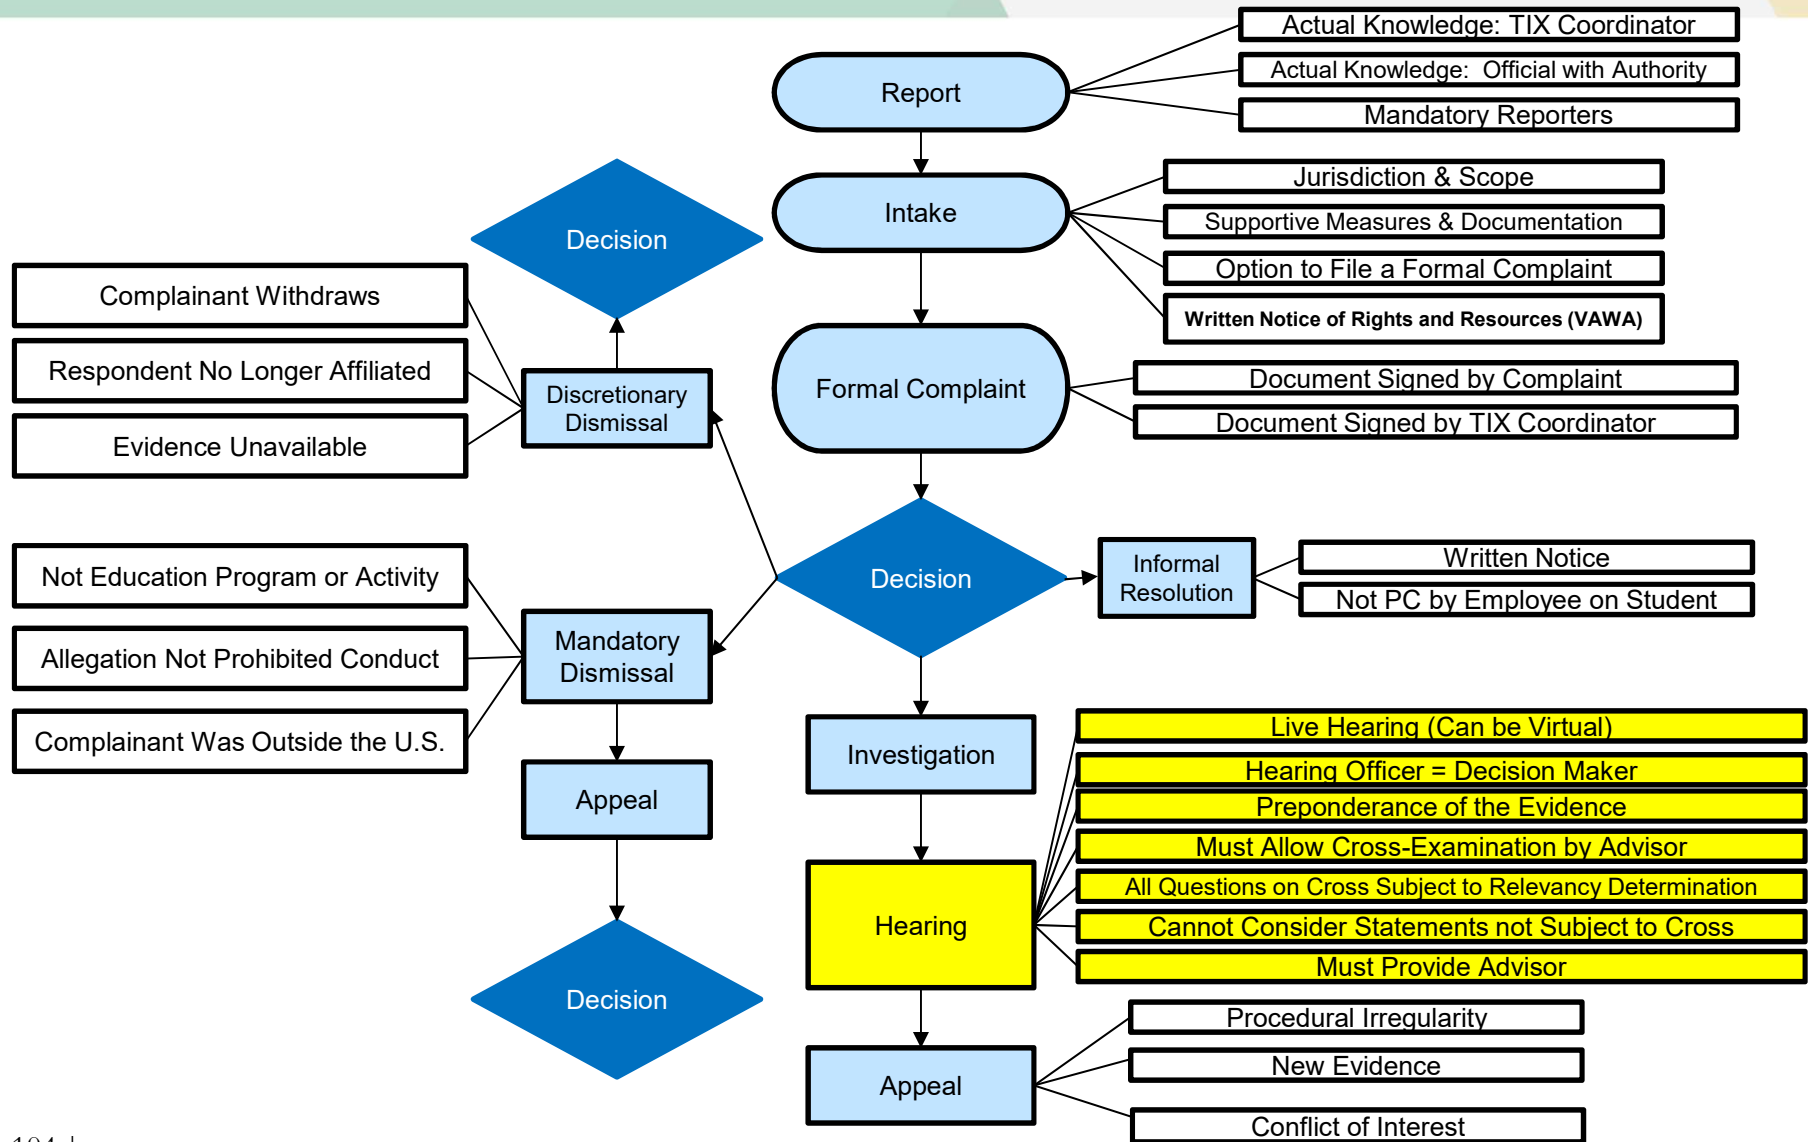 Actual Knowledge: TIX Coordinator
Actual Knowledge: Official with Authority
Mandatory Reporters
Report
Intake
Jurisdiction & Scope
Supportive Measures & Documentation
Option to File a Formal Complaint
Written Notice of Rights and Resources (VAWA)
Decision
Complainant Withdraws
Respondent No Longer Affiliated
Evidence Unavailable
Discretionary
Dismissal
Formal Complaint
Document Signed by Complaint
Document Signed by TIX Coordinator
Not Education Program or Activity
Allegation Not Prohibited Conduct
Complainant Was Outside the U.S.
Mandatory
Dismissal
Decision
Informal
Resolution
Written Notice
Not PC by Employee on Student
Appeal
Decision
Investigation
Hearing
Live Hearing (Can be Virtual)
Hearing Officer = Decision Maker
Preponderance of the Evidence
Must Allow Cross-Examination by Advisor
All Questions on Cross Subject to Relevancy Determination
Cannot Consider Statements not Subject to Cross
Must Provide Advisor
Appeal
Procedural Irregularity
New Evidence
Conflict of Interest